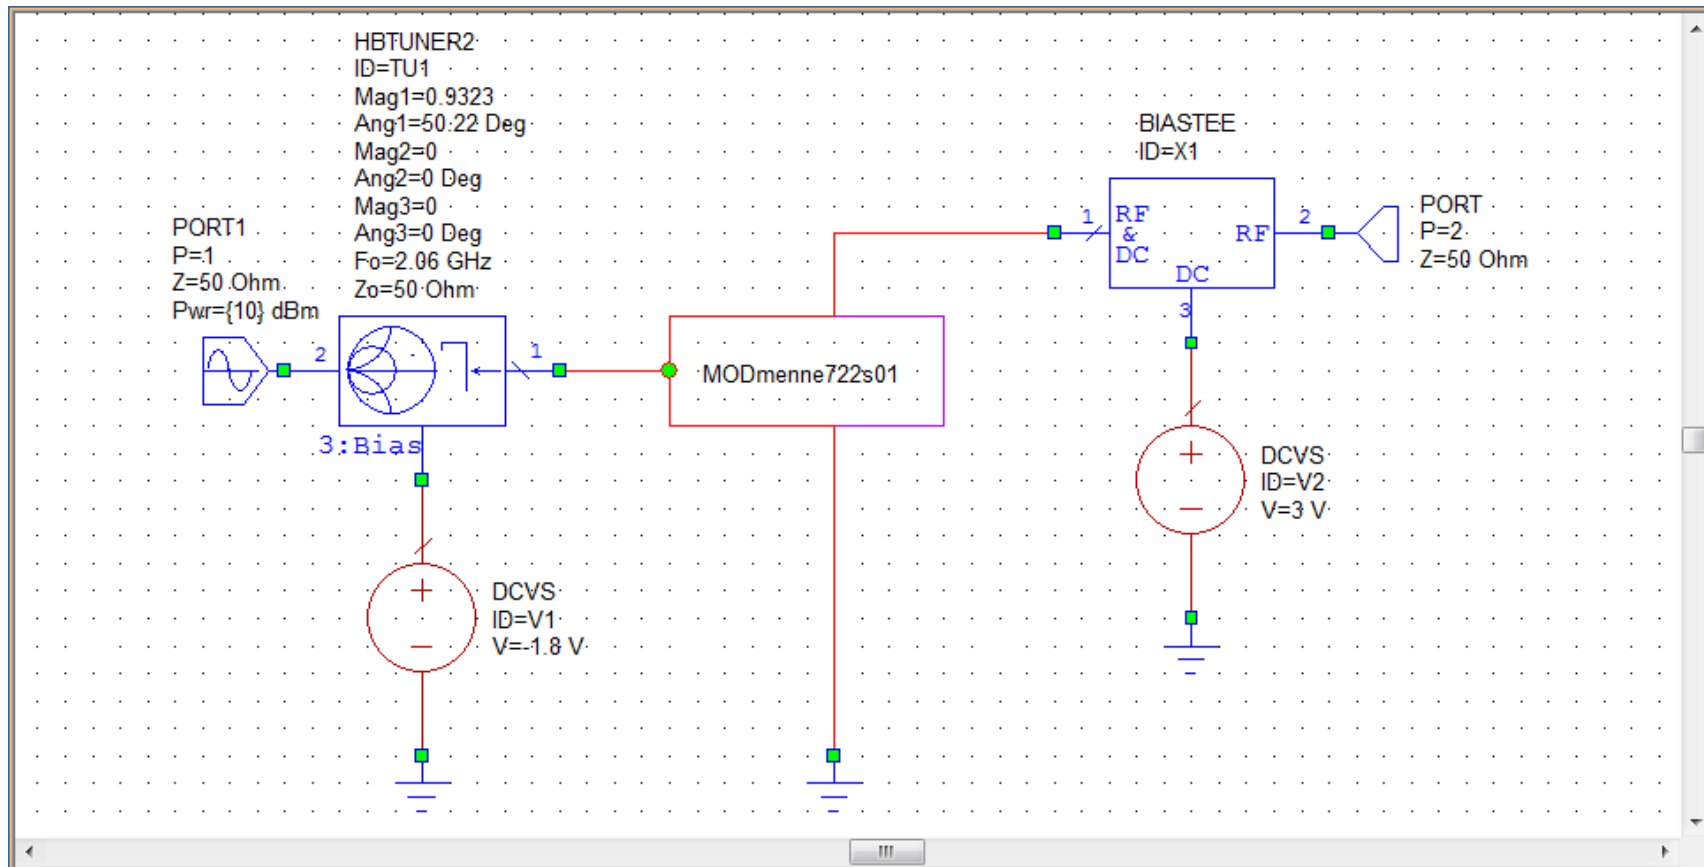 HBTUNER2
ID=TU1
Mag1=0.9323
Ang1=50.22 Deg
Mag2=0
Ang2=0 Deg
Mag3=0
Ang3=0 Deg
Fo=2.06 GHz
Zo=50 Ohm
PORT1
P=1
Z=50 Ohm
Pwr={10} dBm
2
1
3:Bias
DCVS
ID=V1
V=-1.8 V
MODmenne722s01
BIASTEE
ID=X1
1
RF
&
DC
RF
DC
2
3
PORT
P=2
Z=50 Ohm
DCVS
ID=V2
V=3 V